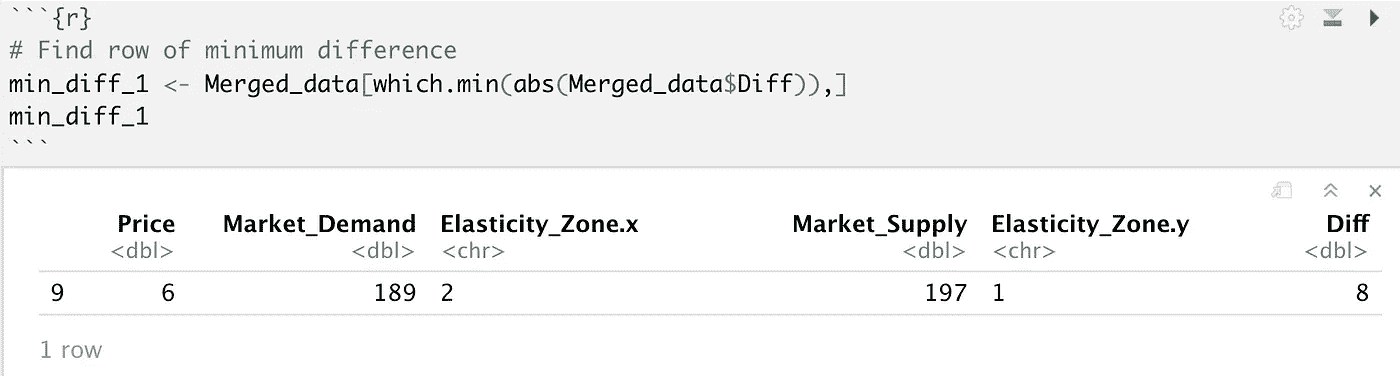 ```{r}
# Find row of minimum difference
min_diff_1 <- Merged_data[which.min(abs(Merged_data$Diff)),]
min_diff_1
```
Price Market_Demand Elasticity_Zone.x Market_Supply Elasticity_Zone.y Diff
<dbl> <dbl> <chr> <dbl> <chr> <dbl>
9 6 189 2 197 1 8
1 row